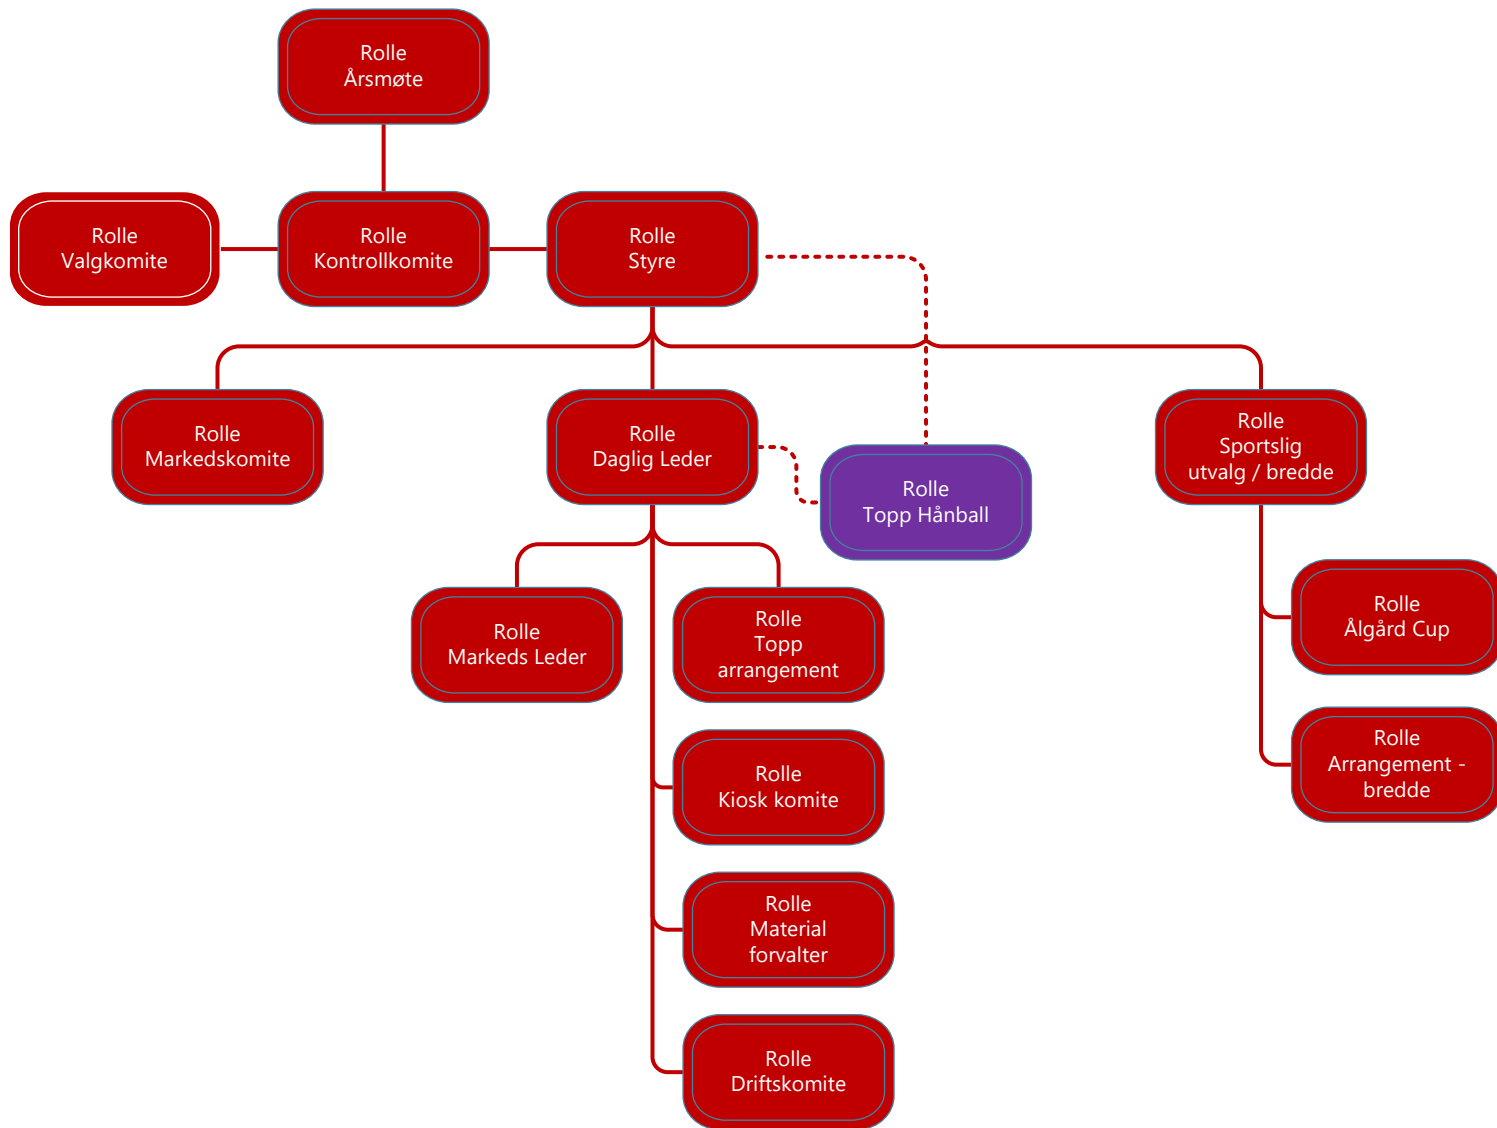 Rolle
Årsmøte
Rolle
Valgkomite
Rolle
Kontrollkomite
Rolle
Styre
Rolle
Markedskomite
Rolle
Daglig Leder
Rolle
Topp Hånball
Rolle
Sportslig
utvalg / bredde
Rolle
Markeds Leder
Rolle
Topp
arrangement
Rolle
Ålgård Cup
Rolle
Kiosk komite
Rolle
Arrangement -
bredde
Rolle
Material
forvalter
Rolle
Driftskomite